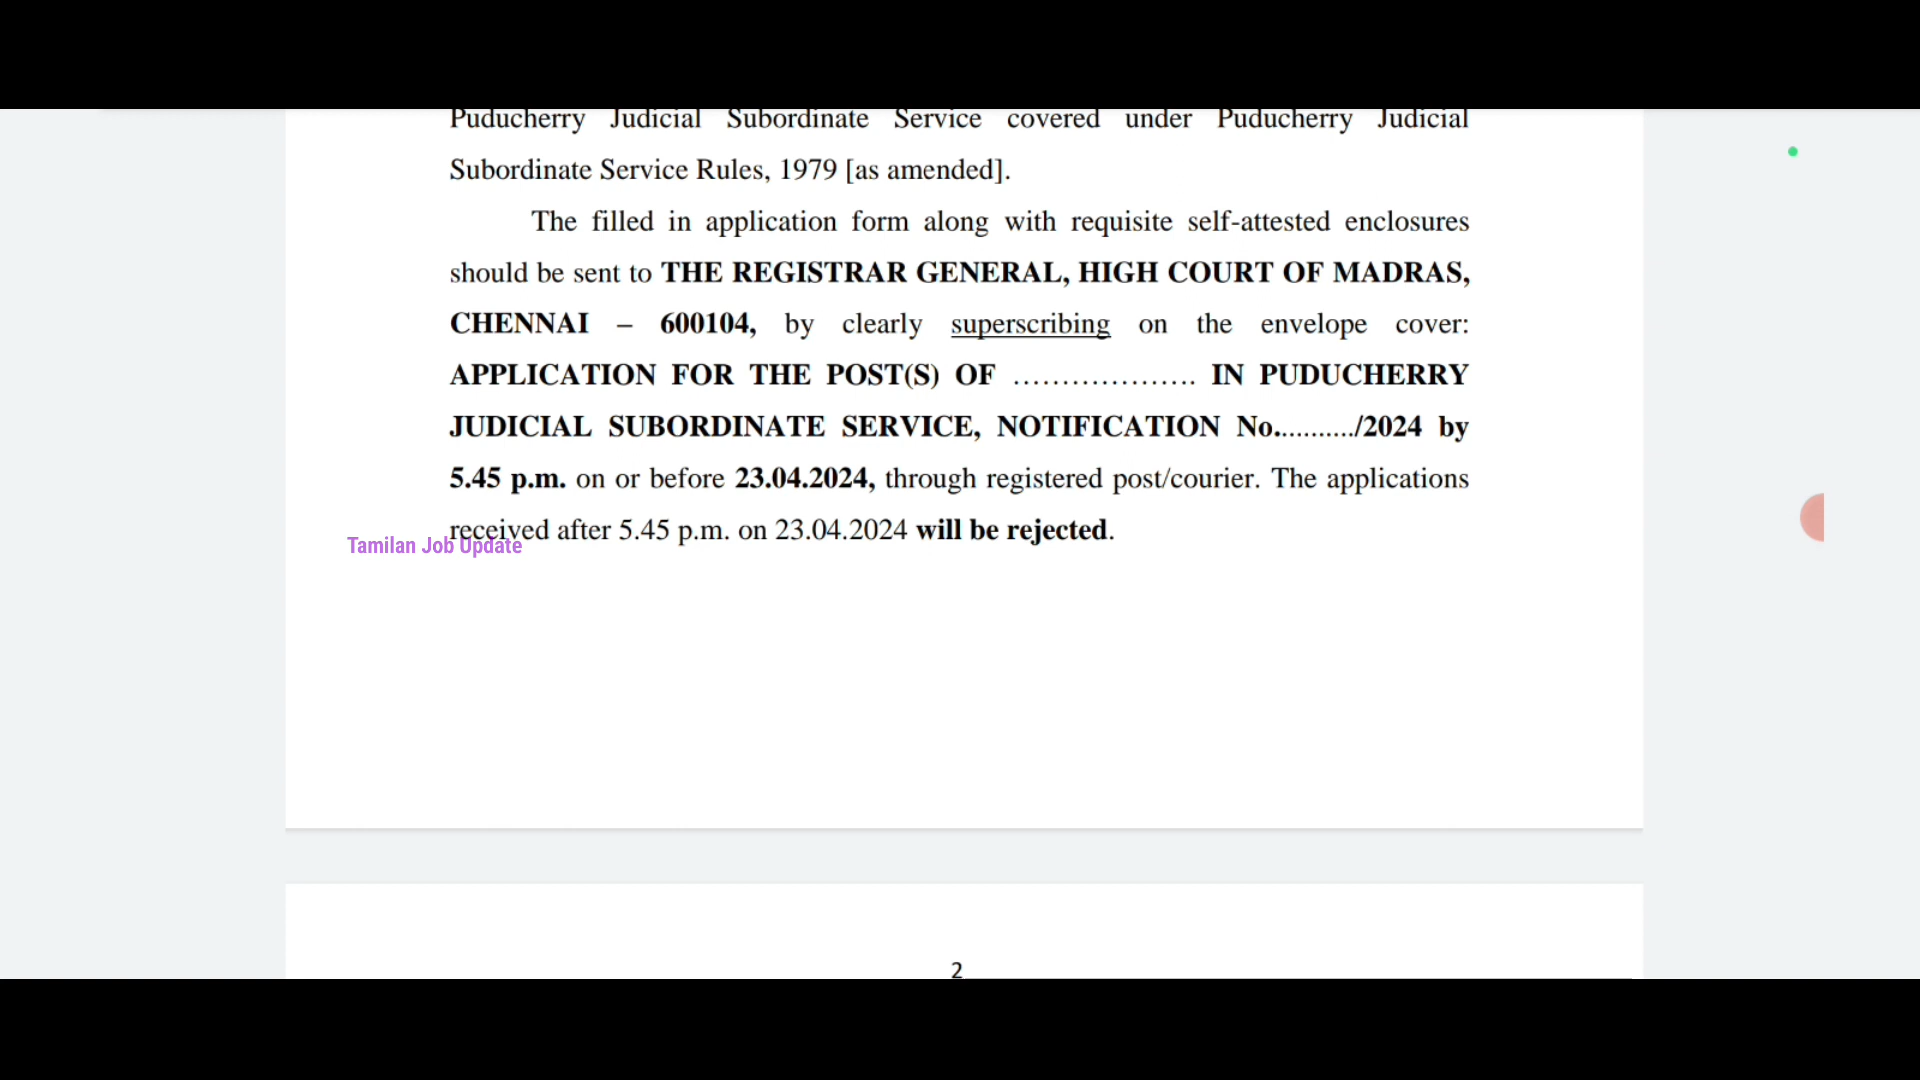 Puducherry Judicial Subordinate Service covered under Puducherry Judicial
Subordinate Service Rules, 1979 [as amended].
The filled in application form along with requisite self-attested enclosures
should be sent to THE REGISTRAR GENERAL, HIGH COURT OF MADRAS,
CHENNAI – 600104, by clearly superscribing on the envelope cover:
APPLICATION FOR THE POST(S) OF ................... IN PUDUCHERRY
JUDICIAL SUBORDINATE SERVICE, NOTIFICATION No........../2024 by
5.45 p.m. on or before 23.04.2024, through registered post/courier. The applications
received after 5.45 p.m. on 23.04.2024 will be rejected.
Tamilan Job Update
2